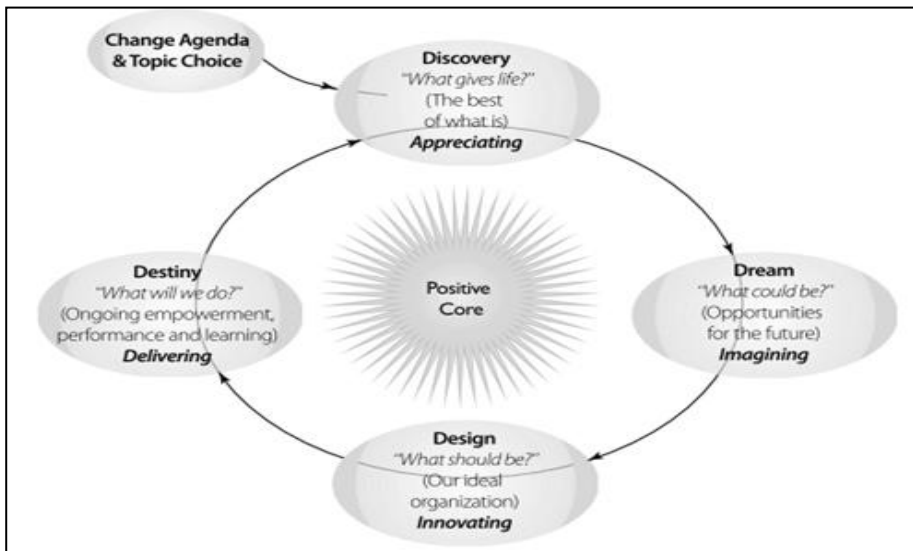 Change Agenda
& Topic Choice
Discovery
"What gives life?"
(The best
of what is)
Appreciating
Dream
"What could be?"
(Opportunities
for the future)
Imagining
Design
"What should be?"
(Our ideal
organization)
Innovating
Destiny
"What will we do?"
(Ongoing empowerment,
performance and learning)
Delivering
Positive
Core